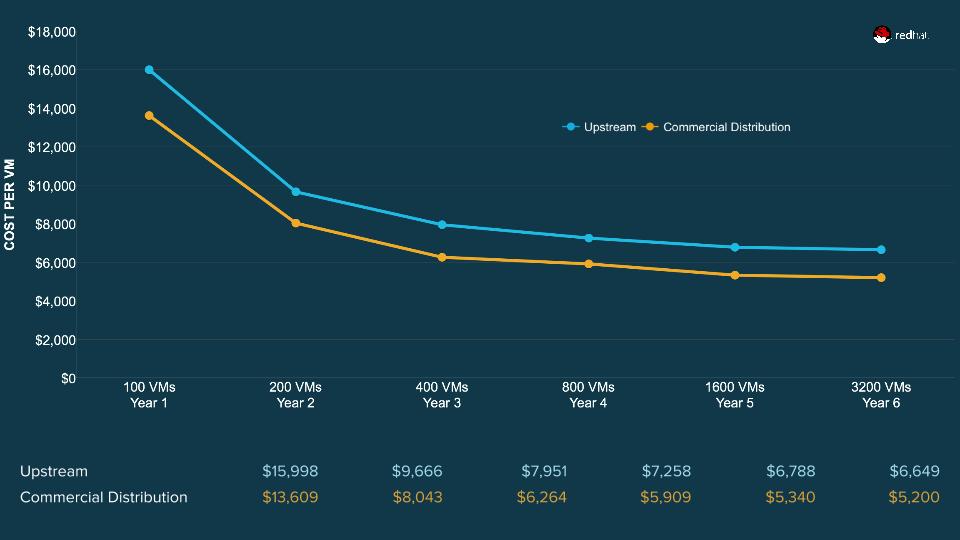 $18,000
redhat.
$16,000
$14,000
Upstream Commercial Distribution
$12,000
$10,000
COST PER VM
$8,000
$6,000
$4,000
$2,000
$0
100 VMs 200 VMs 400 VMs 800 VMs 1600 VMs 3200 VMs
Year 1 Year 2 Year 3 Year 4 Year 5 Year 6
Upstream $15,998 $9,666 $7,951 $7,258 $6,788 $6,649
Commercial Distribution $13,609 $8,043 $6,264 $5,909 $5,340 $5,200